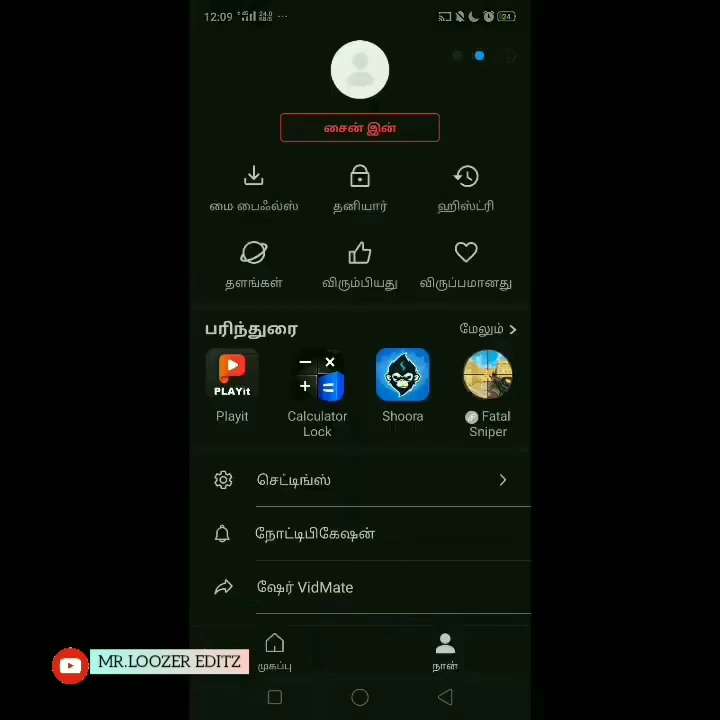 12:09
24
சைன் இன்
மை பைஃல்ஸ் தனியார் ஹிஸ்ட்ரி
தளங்கள் விரும்பியது விருப்பமானது
பரிந்துரை மேலும்
PLAYit
Playit Calculator Shoora Fatal
Lock Sniper
செட்டிங்ஸ்
நோட்டிபிகேஷன்
ஷேர் VidMate
MR.LOOZER EDITZ
முகப்பு நான்